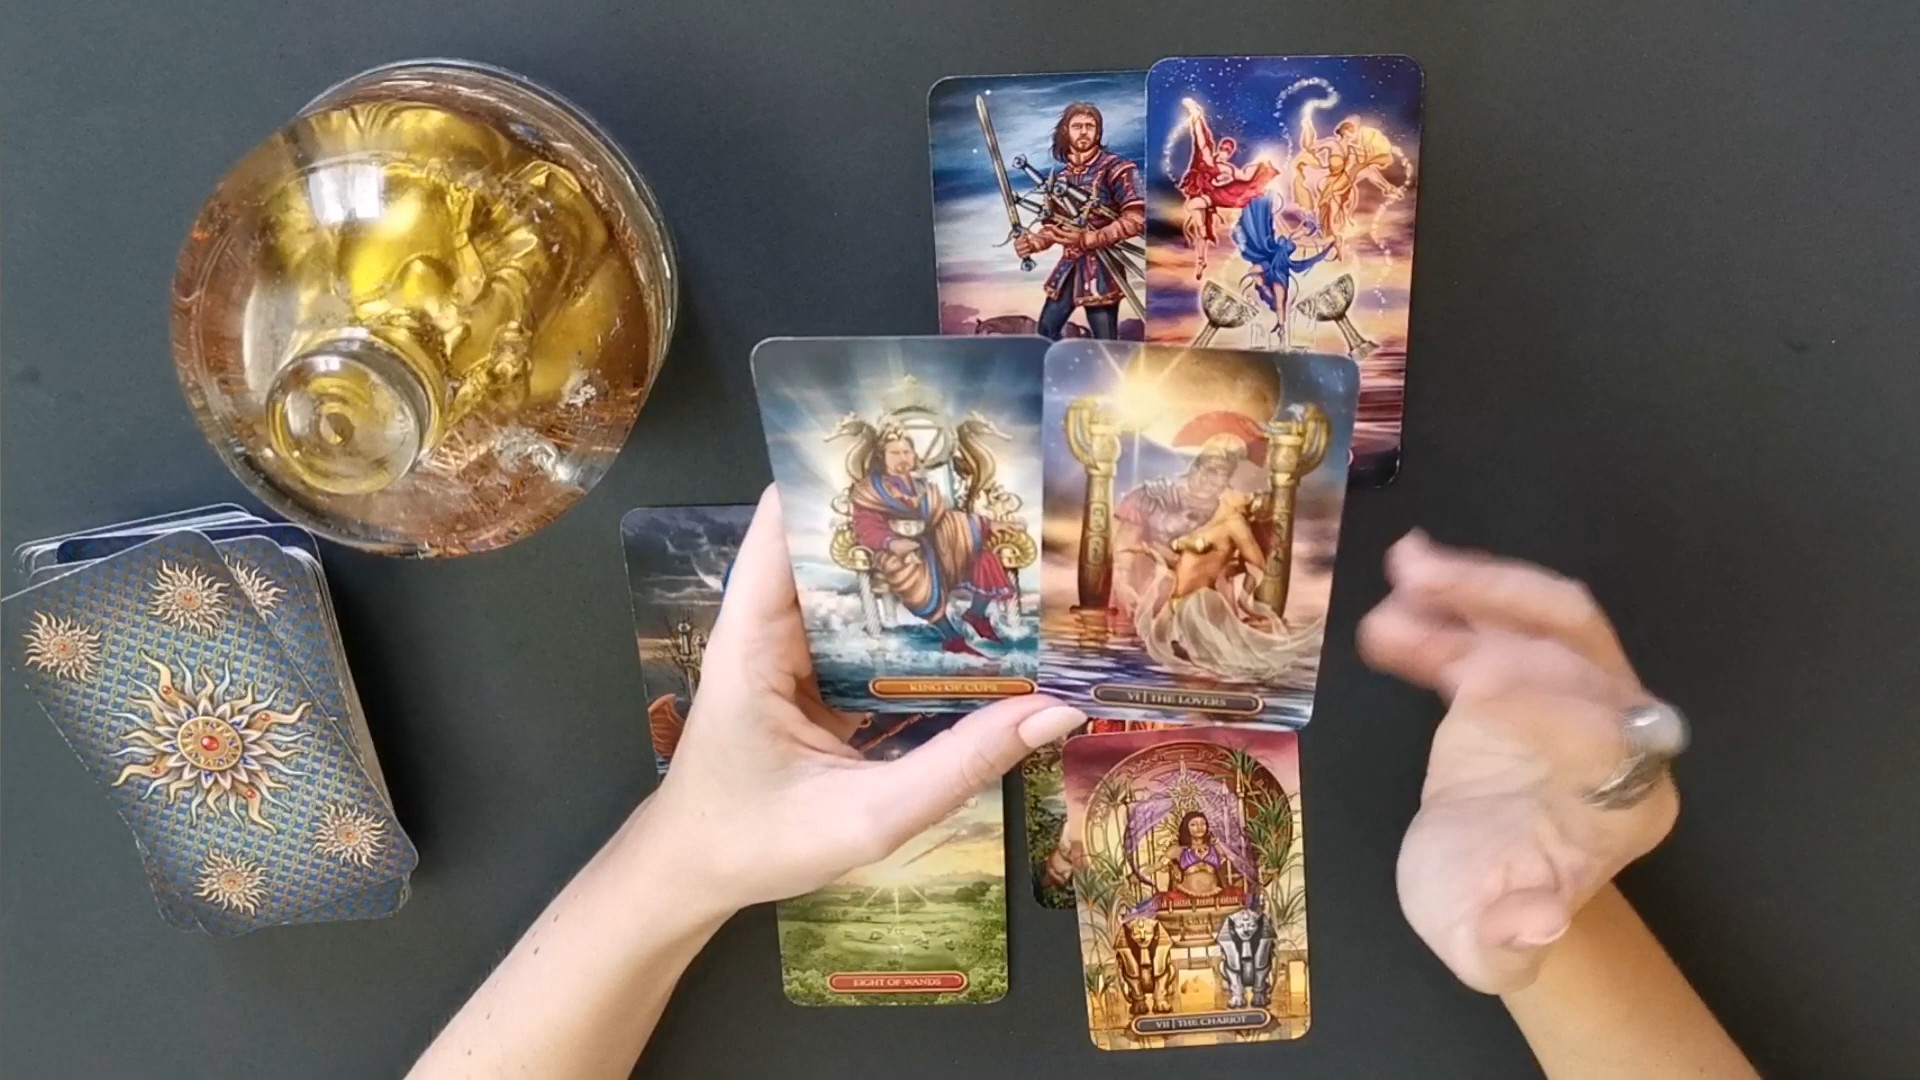 KING OF CUPS
VI | THE LOVERS
EIGHT OF WANDS
VII | THE CHARIOT